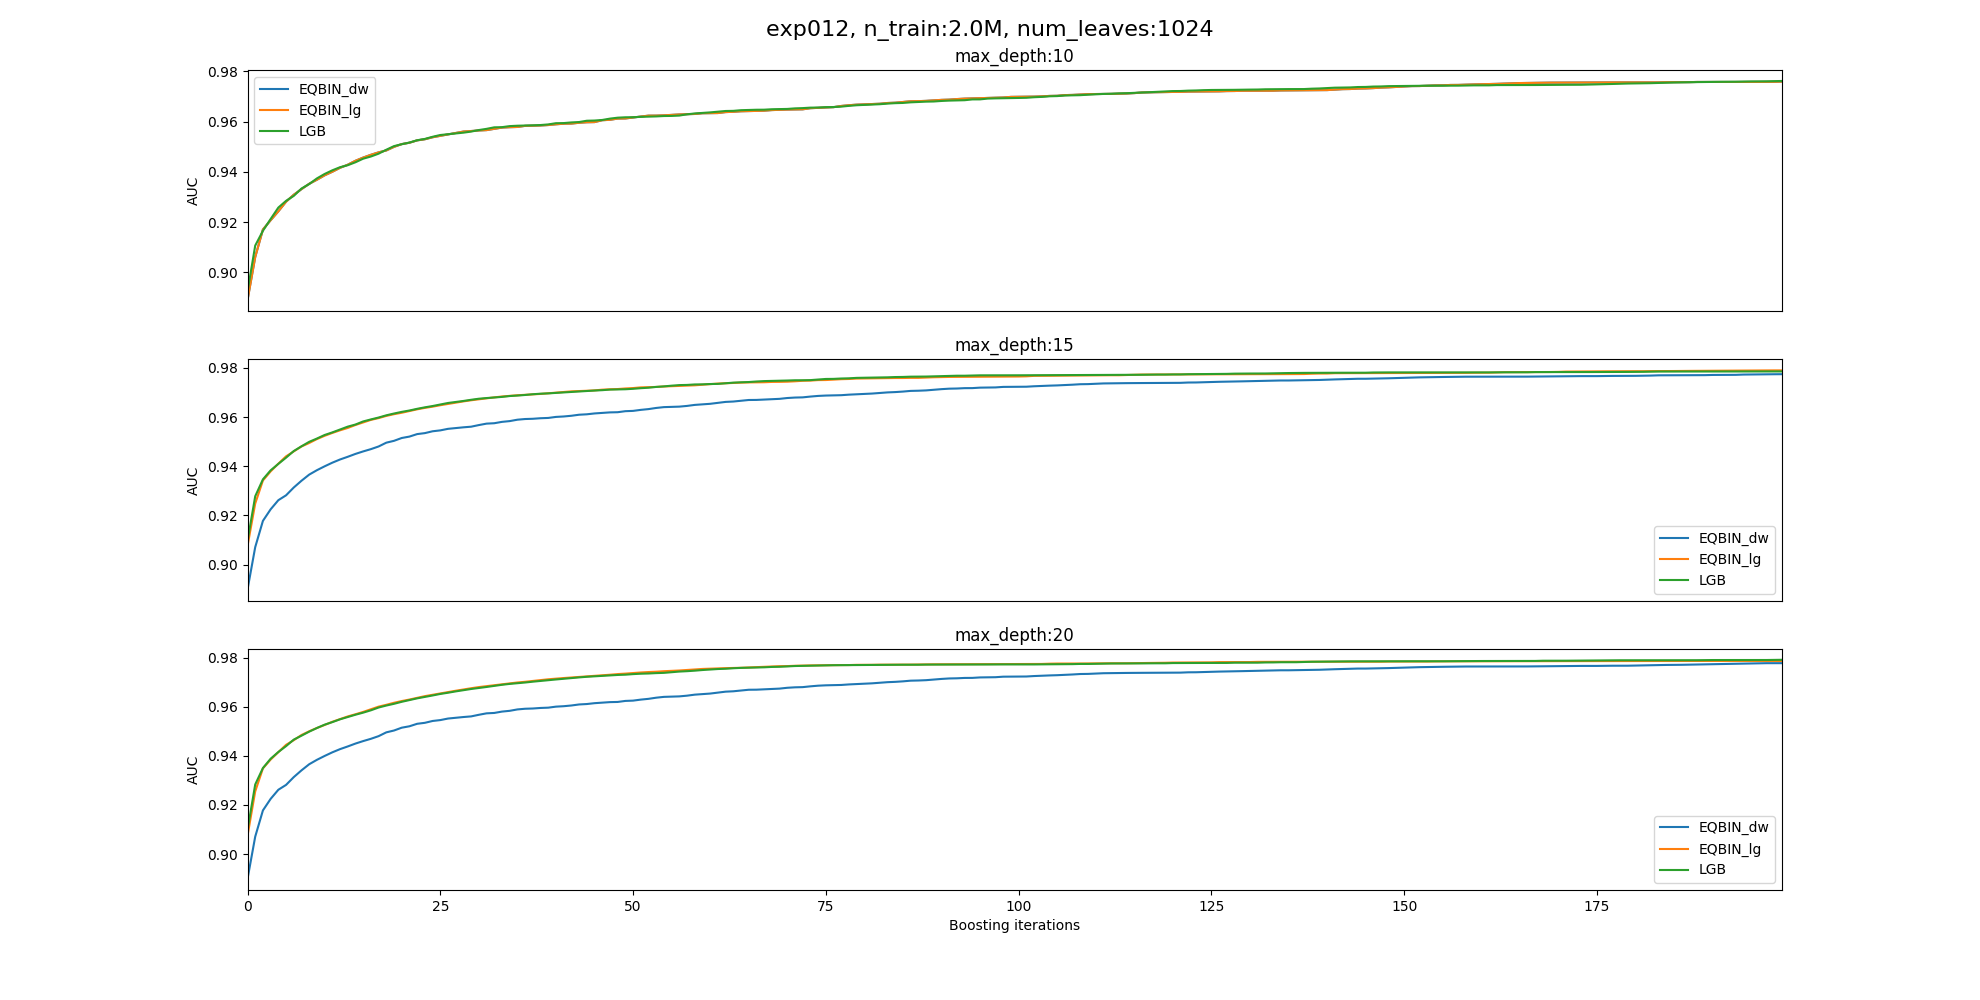 exp012, n_train:2.0M, num_leaves:1024
max_depth:10
0.98
0.96
0.94
0.92
0.90
AUC
EQBIN_dw
EQBIN_lg
LGB
max_depth:15
0.98
0.96
0.94
0.92
0.90
AUC
EQBIN_dw
EQBIN_lg
LGB
max_depth:20
0.98
0.96
0.94
0.92
0.90
AUC
EQBIN_dw
EQBIN_lg
LGB
0 25 50 75 100 125 150 175
Boosting iterations